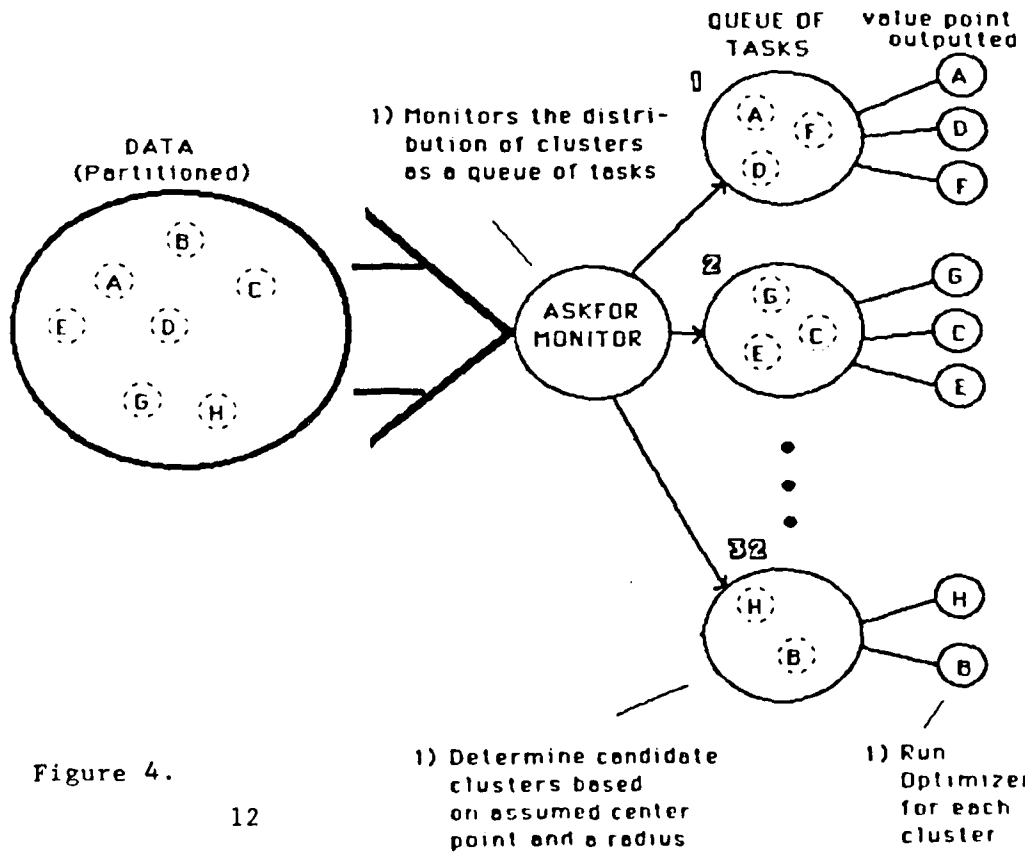 QUEUE OF
TASKS
value point
outputted
1) Monitors the distri-
bution of clusters
as a queue of tasks
DATA
(Partitioned)
B
A
C
E
D
G
H
ASKFOR
MONITOR
1
A
F
D
A
D
F
2
G
C
E
G
C
E
32
H
B
H
B
1) Determine candidate
clusters based
on assumed center
point and a radius
1) Run
Optimizer
for each
cluster
Figure 4.
12